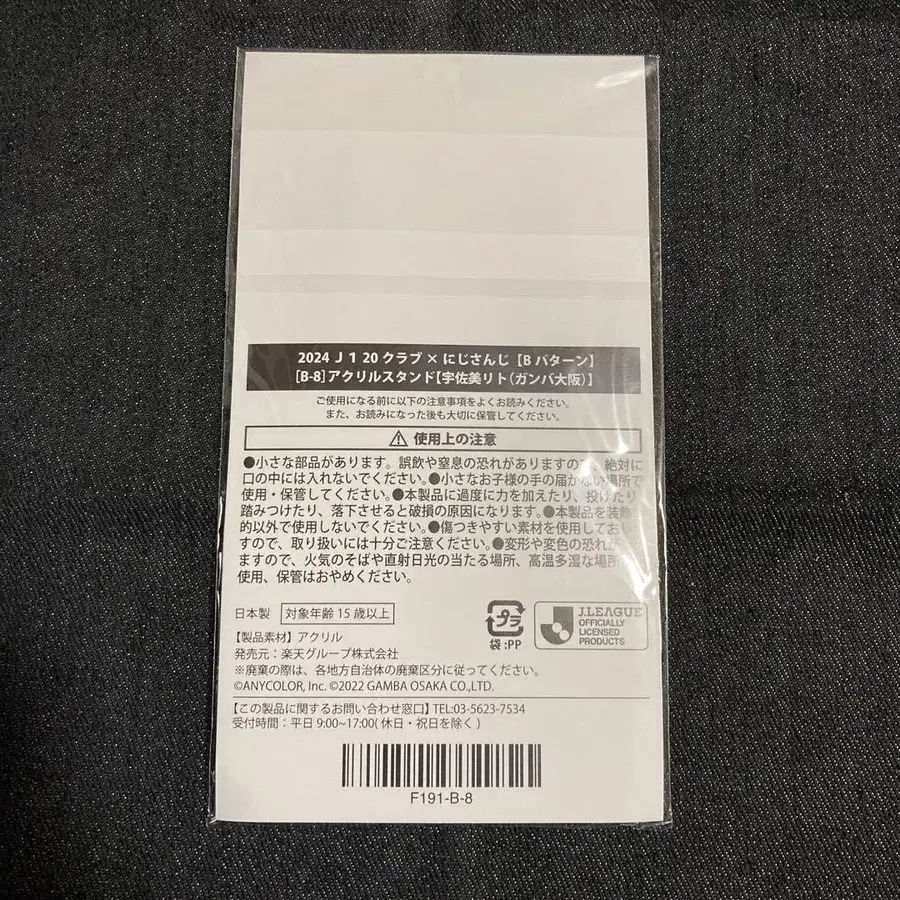 2024 J1 20クラブ×にじさんじ【Bパターン】
[B-8]アクリルスタンド【宇佐美リト(ガンバ大阪)】
ご使用になる前に以下の注意事項をよくお読みください。
また、お読みになった後も大切に保管してください。
⚠ 使用上の注意
●小さな部品があります。誤飲や窒息の恐れがありますので、絶対に
口の中には入れないでください。●小さなお子様の手の届かない場所で
使用・保管してください。●本製品に過度に力を加えたり、投げたり
踏みつけたり、落下させると破損の原因になります。●本製品を装飾
的以外で使用しないでください。●傷つきやすい素材を使用しておりま
すので、取り扱いには十分ご注意ください。●変形や変色の恐れが
ますので、火気のそばや直射日光の当たる場所、高温多湿な場所
使用、保管はおやめください。
日本製 対象年齢15歳以上
プラ
袋:PP
J.LEAGUE
OFFICIALLY
LICENSED
PRODUCTS
【製品素材】アクリル
発売元:楽天グループ株式会社
※廃棄の際は、各地方自治体の廃棄区分に従ってください。
©ANYCOLOR, Inc. ©2022 GAMBA OSAKA CO.,LTD.
【この製品に関するお問い合わせ窓口】TEL:03-5623-7534
受付時間:平日 9:00~17:00(休日・祝日を除く)
F191-B-8